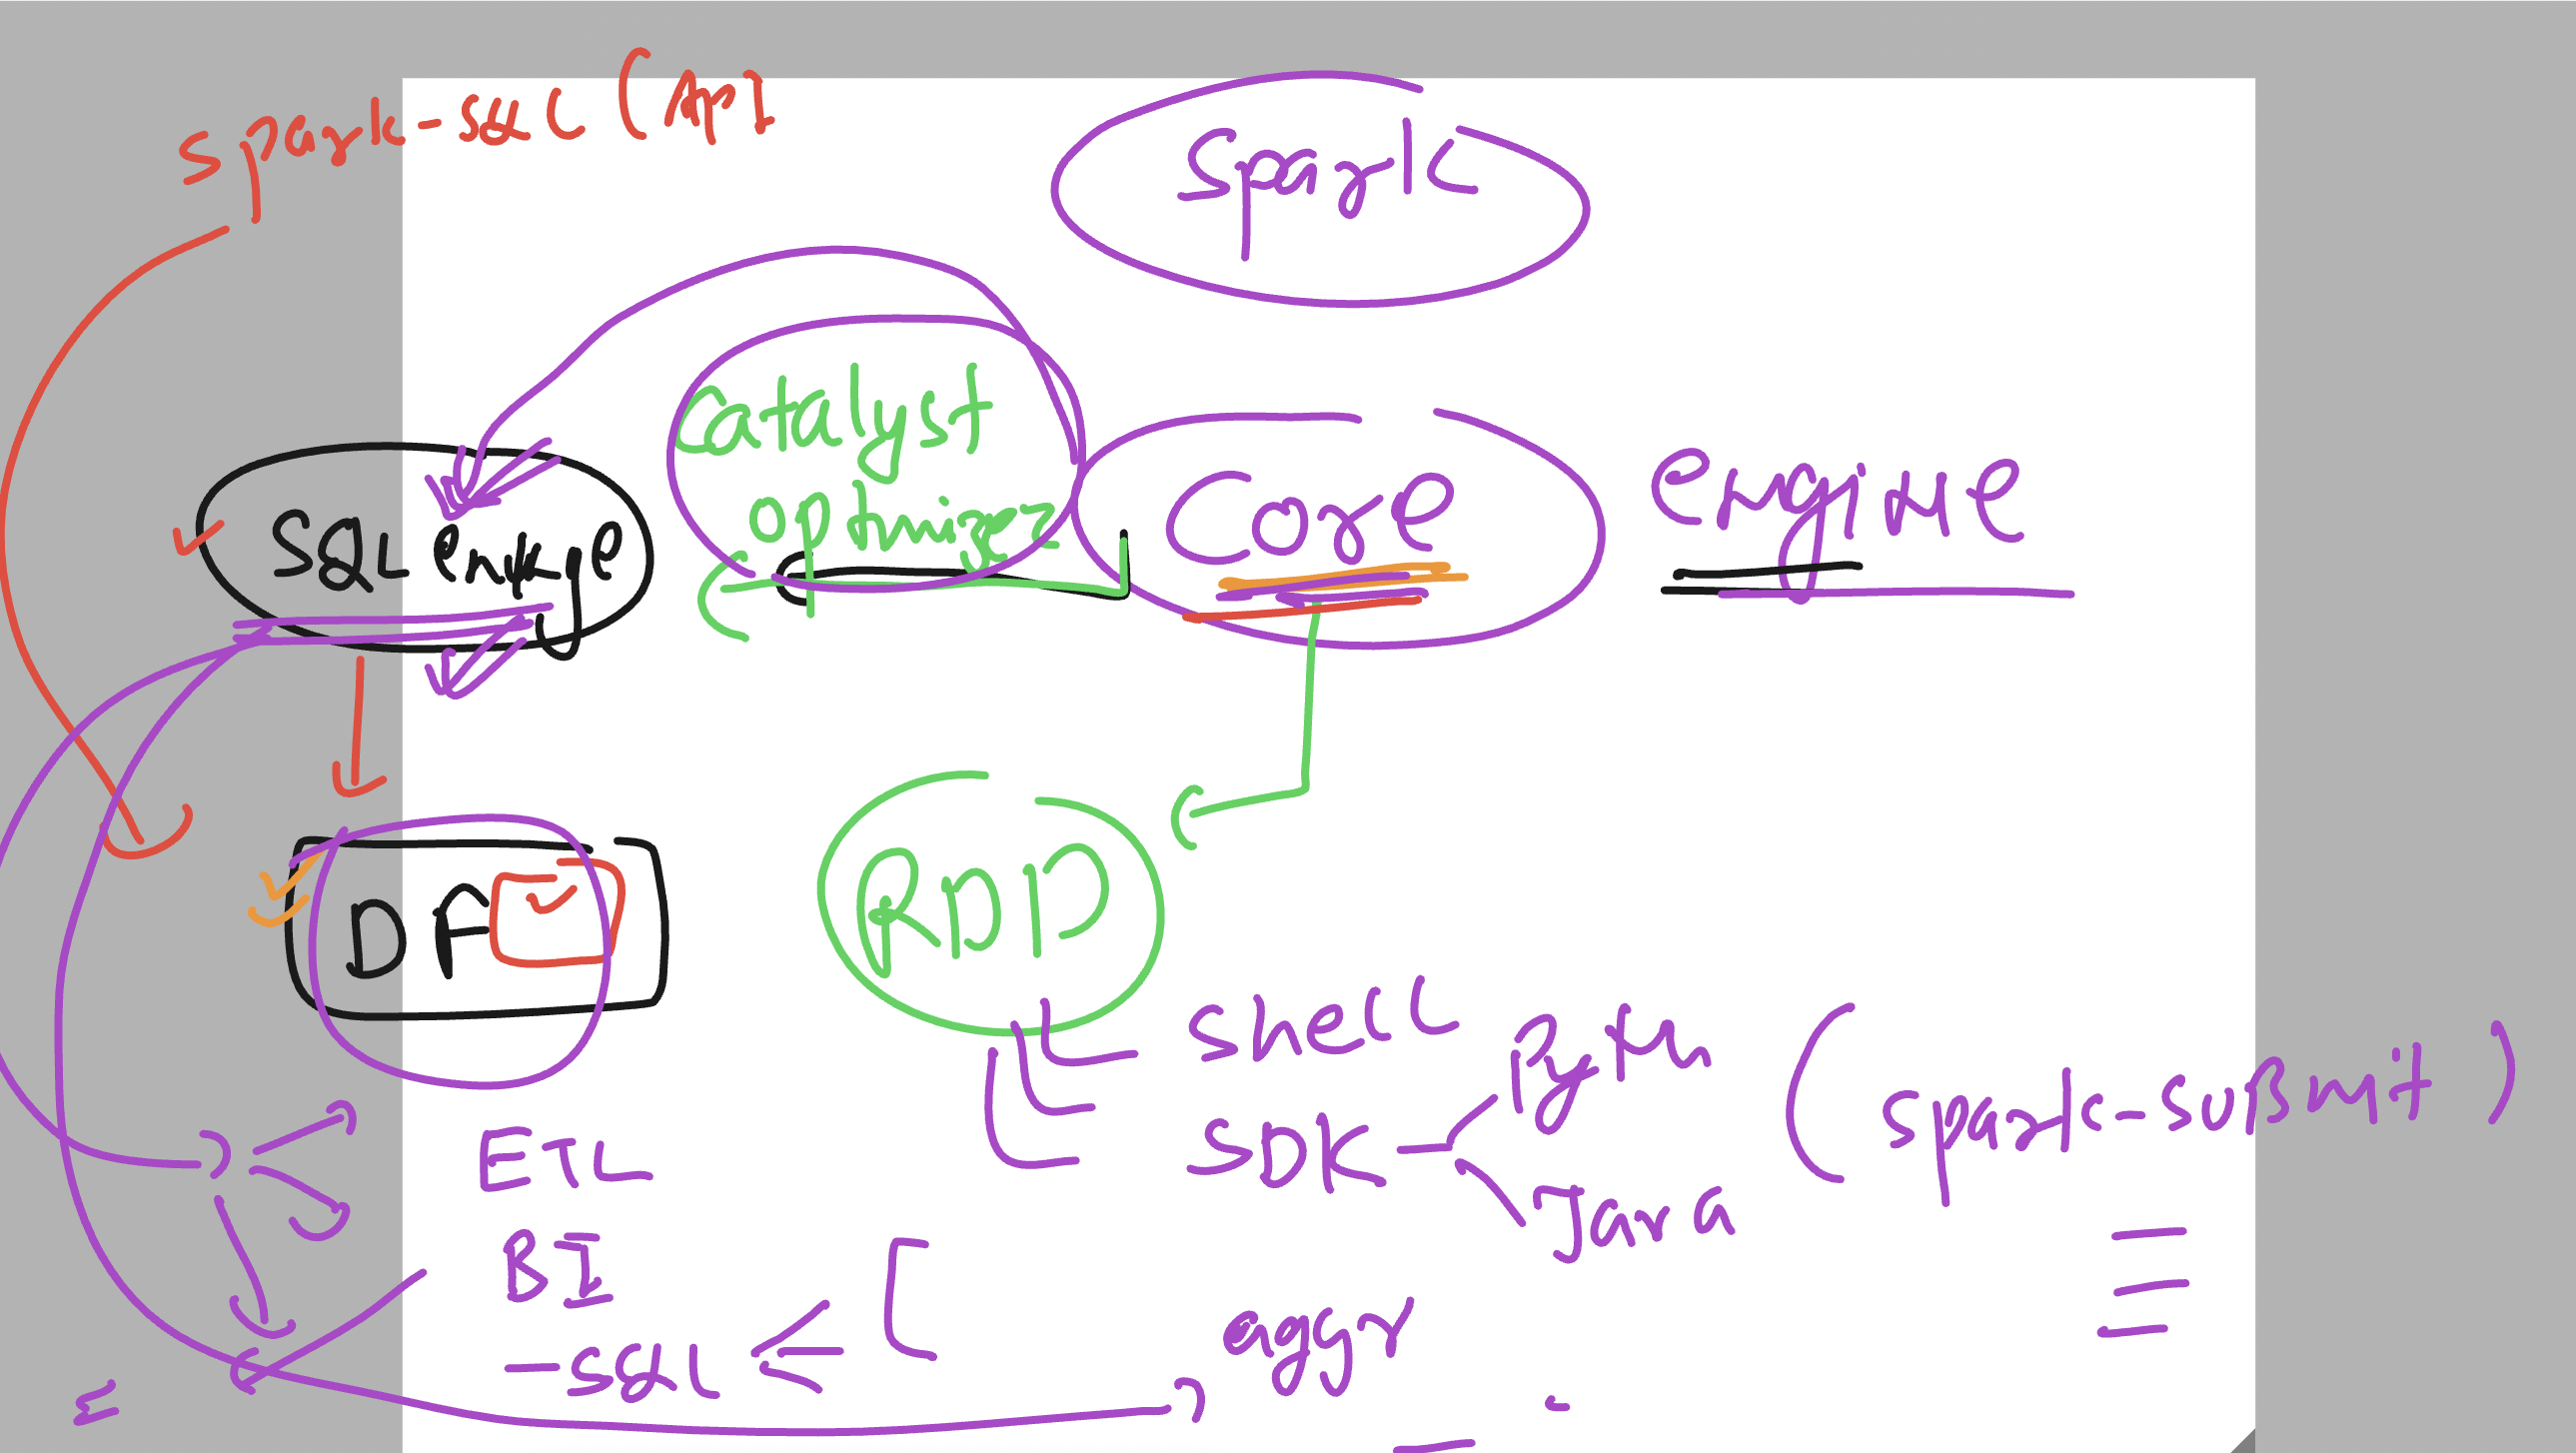 spark-SQL (API
Spark
Catalyst
optimizer
SQL engine
Core
engine
DF
RDD
shell
SDK
Pyth
Java
(spark-submit)
ETL
BI
-SQL
aggr